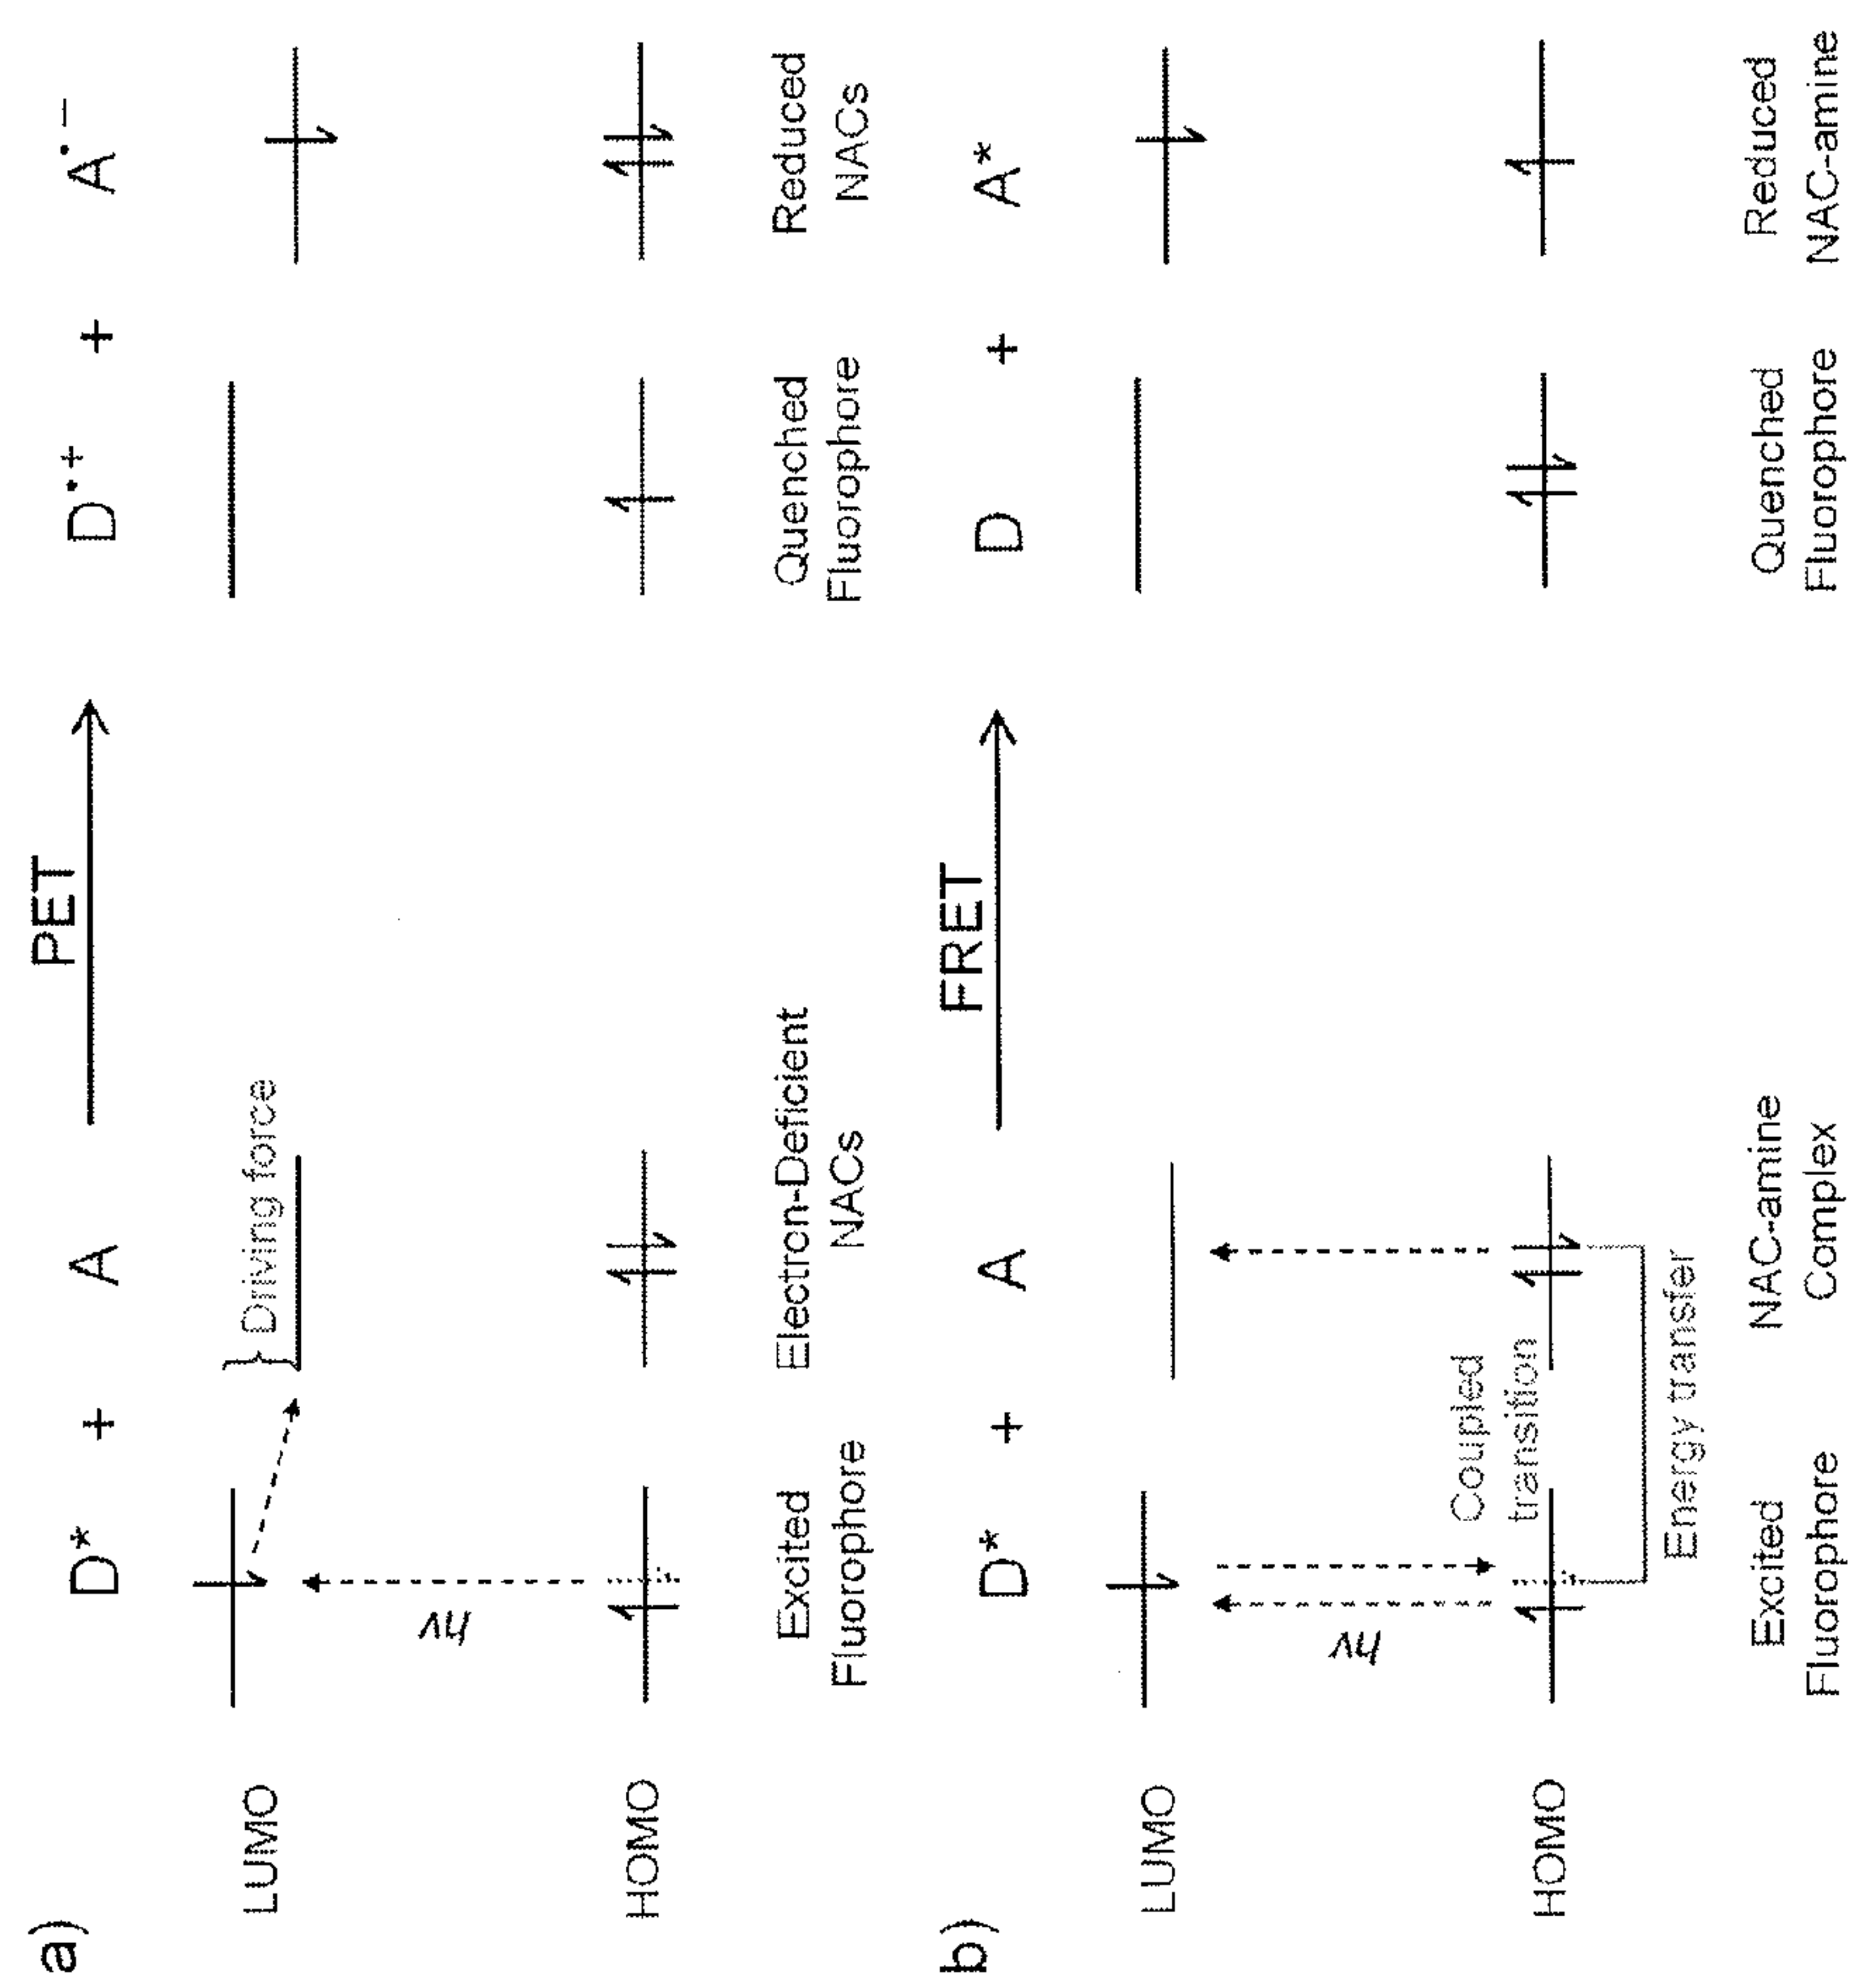 a)
D* + A
PET
D•+ + A•−
LUMO
Driving force
hν
HOMO
Excited
Fluorophore
Electron-Deficient
NACs
Quenched
Fluorophore
Reduced
NACs
b)
D* + A
FRET
D + A*
LUMO
hν
Coupled
transition
HOMO
Energy transfer
Excited
Fluorophore
NAC-amine
Complex
Quenched
Fluorophore
Reduced
NAC-amine